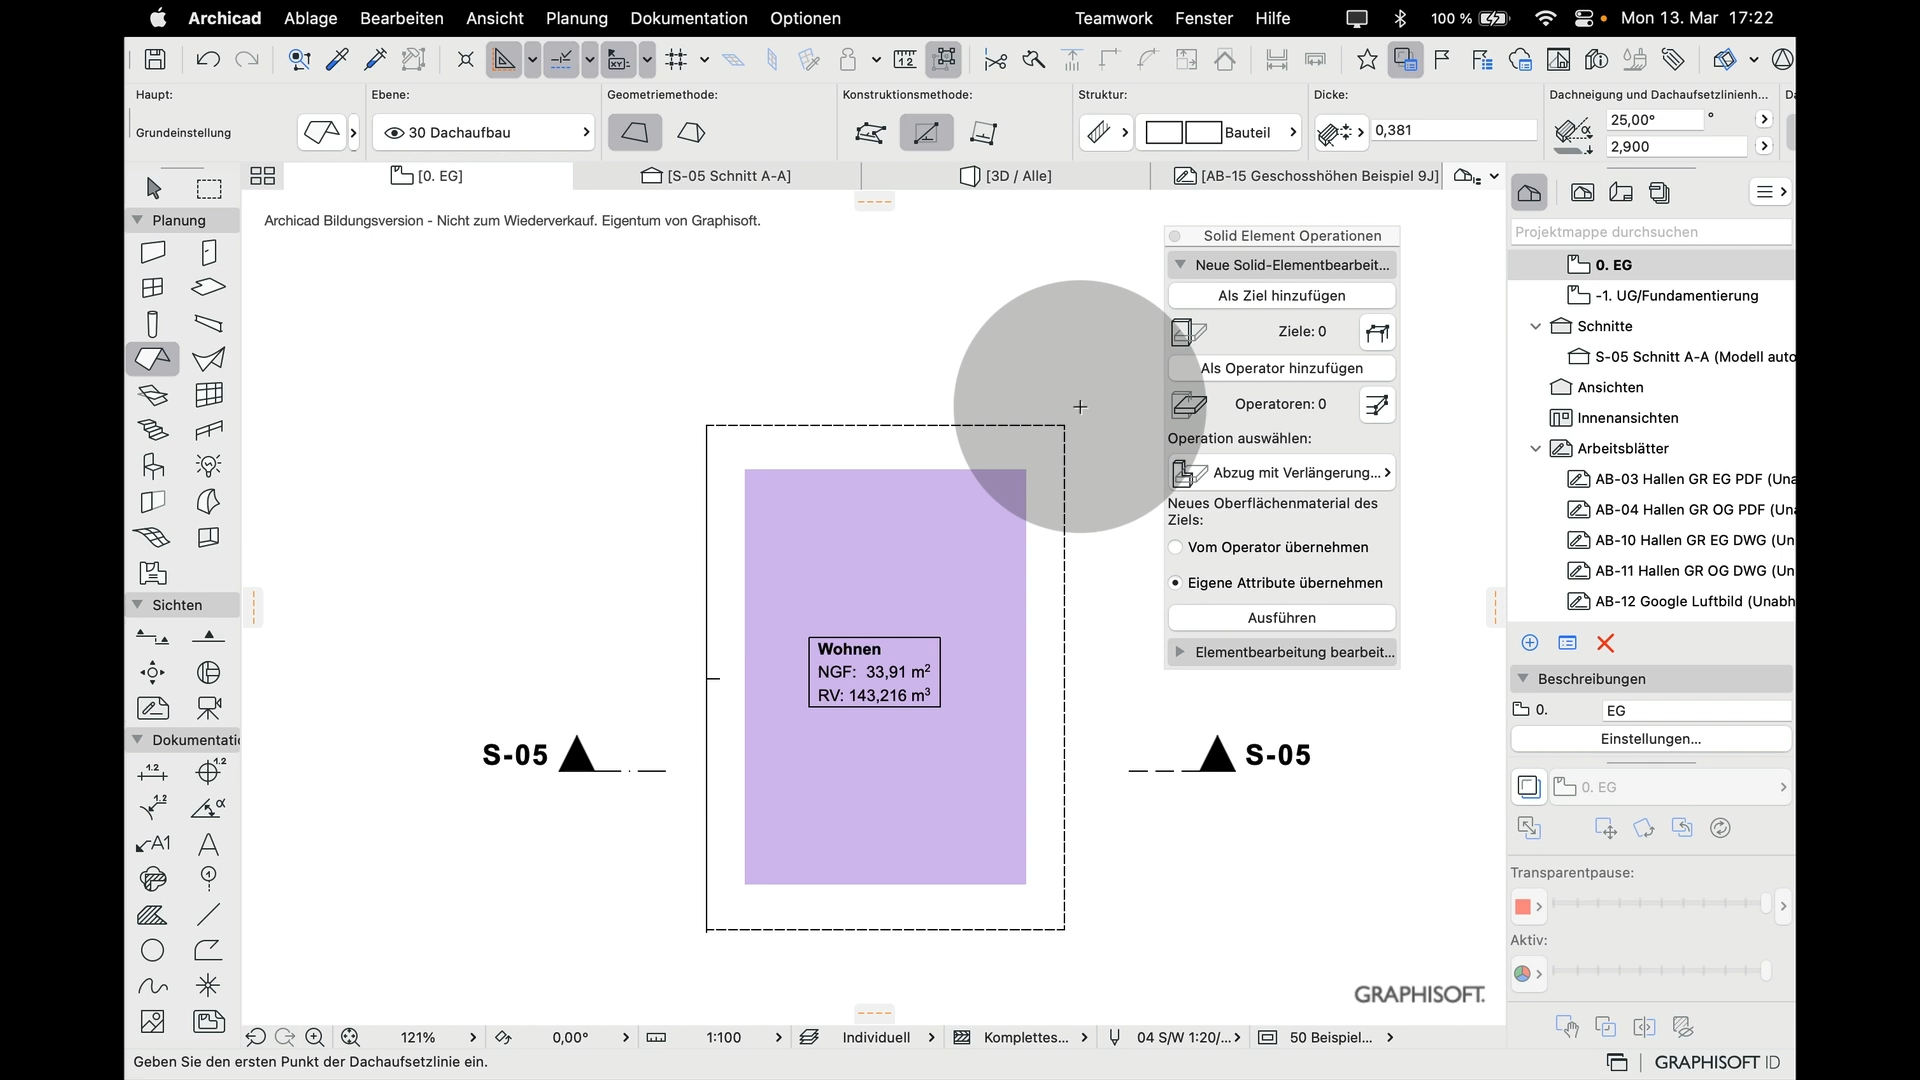 Archicad Ablage Bearbeiten Ansicht Planung Dokumentation Optionen Teamwork Fenster Hilfe 100 % Mon 13. Mar 17:22
Haupt: Ebene: Geometriemethode: Konstruktionsmethode: Struktur: Dicke: Dachneigung und Dachaufsetzlinienh...
Grundeinstellung 30 Dachaufbau Bauteil 0,381 25,00° °
2,900
[0. EG] [S-05 Schnitt A-A] [3D / Alle] [AB-15 Geschosshöhen Beispiel 9J]
Planung
Sichten
Dokumentati
1.2
1.2
1.2
α
A1
A
1
Archicad Bildungsversion - Nicht zum Wiederverkauf. Eigentum von Graphisoft.
Wohnen
NGF: 33,91 m²
RV: 143,216 m³
S-05
S-05
Solid Element Operationen
Neue Solid-Elementbearbeit...
Als Ziel hinzufügen
Ziele: 0
Als Operator hinzufügen
Operatoren: 0
Operation auswählen:
Abzug mit Verlängerung...
Neues Oberflächenmaterial des
Ziels:
Vom Operator übernehmen
Eigene Attribute übernehmen
Ausführen
Elementbearbeitung bearbeit...
GRAPHISOFT.
Projektmappe durchsuchen
0. EG
-1. UG/Fundamentierung
Schnitte
S-05 Schnitt A-A (Modell auto
Ansichten
Innenansichten
Arbeitsblätter
AB-03 Hallen GR EG PDF (Una
AB-04 Hallen GR OG PDF (Un
AB-10 Hallen GR EG DWG (Un
AB-11 Hallen GR OG DWG (Un
AB-12 Google Luftbild (Unabh
Beschreibungen
0. EG
Einstellungen...
0. EG
Transparentpause:
Aktiv:
121% 0,00° 1:100 Individuell Komplettes... 04 S/W 1:20/... 50 Beispiel...
Geben Sie den ersten Punkt der Dachaufsetzlinie ein.
GRAPHISOFT ID